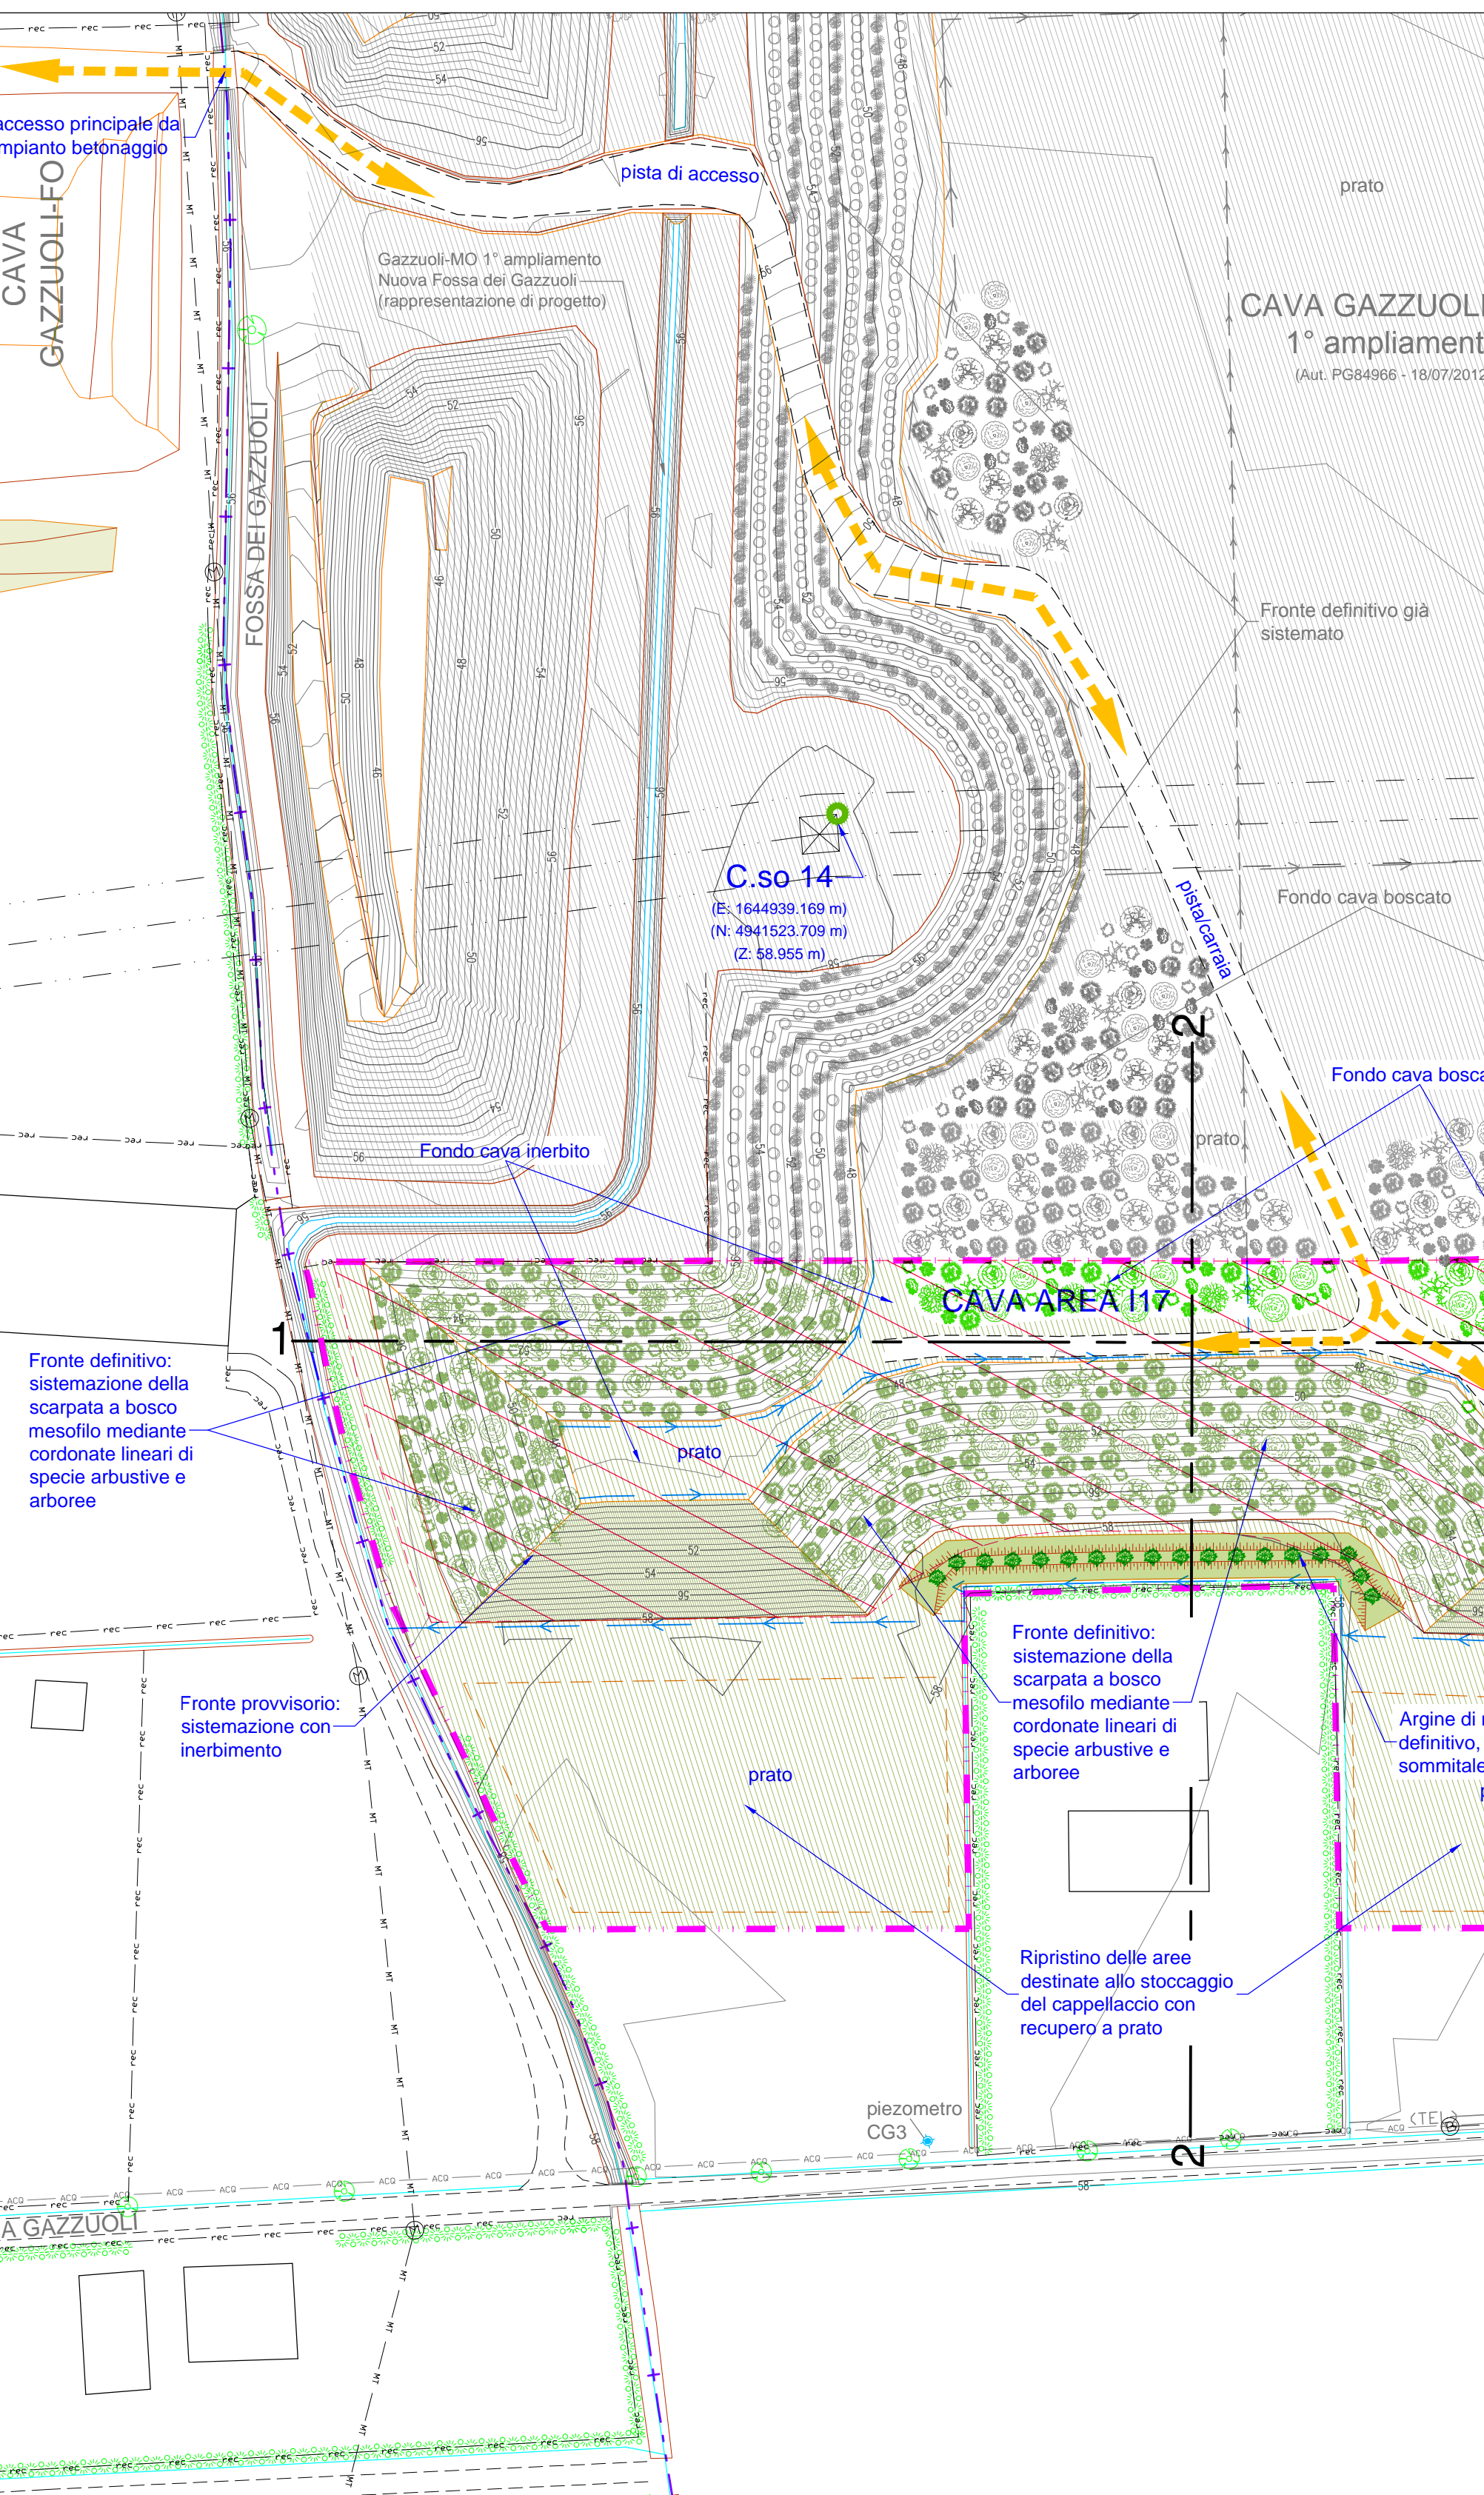 accesso principale da
mpianto betonaggio
CAVA
GAZZUOLI-FO
pista di accesso
prato
Gazzuoli-MO 1° ampliamento
Nuova Fossa dei Gazzuoli
(rappresentazione di progetto)
CAVA GAZZUOLI
1° ampliament
(Aut. PG84966 - 18/07/2012
FOSSA DEI GAZZUOLI
Fronte definitivo già
sistemato
C.so 14
(E: 1644939.169 m)
(N: 4941523.709 m)
(Z: 58.955 m)
Fondo cava boscato
pista/carraia
2
Fondo cava bosca
prato
Fondo cava inerbito
CAVA AREA I17
1
Fronte definitivo:
sistemazione della
scarpata a bosco
mesofilo mediante
cordonate lineari di
specie arbustive e
arboree
prato
Fronte provvisorio:
sistemazione con
inerbimento
Fronte definitivo:
sistemazione della
scarpata a bosco
mesofilo mediante
cordonate lineari di
specie arbustive e
arboree
Argine di
definitivo,
sommitale
prato
Ripristino delle aree
destinate allo stoccaggio
del cappellaccio con
recupero a prato
piezometro
CG3
(TEL)
2
A GAZZUOLI